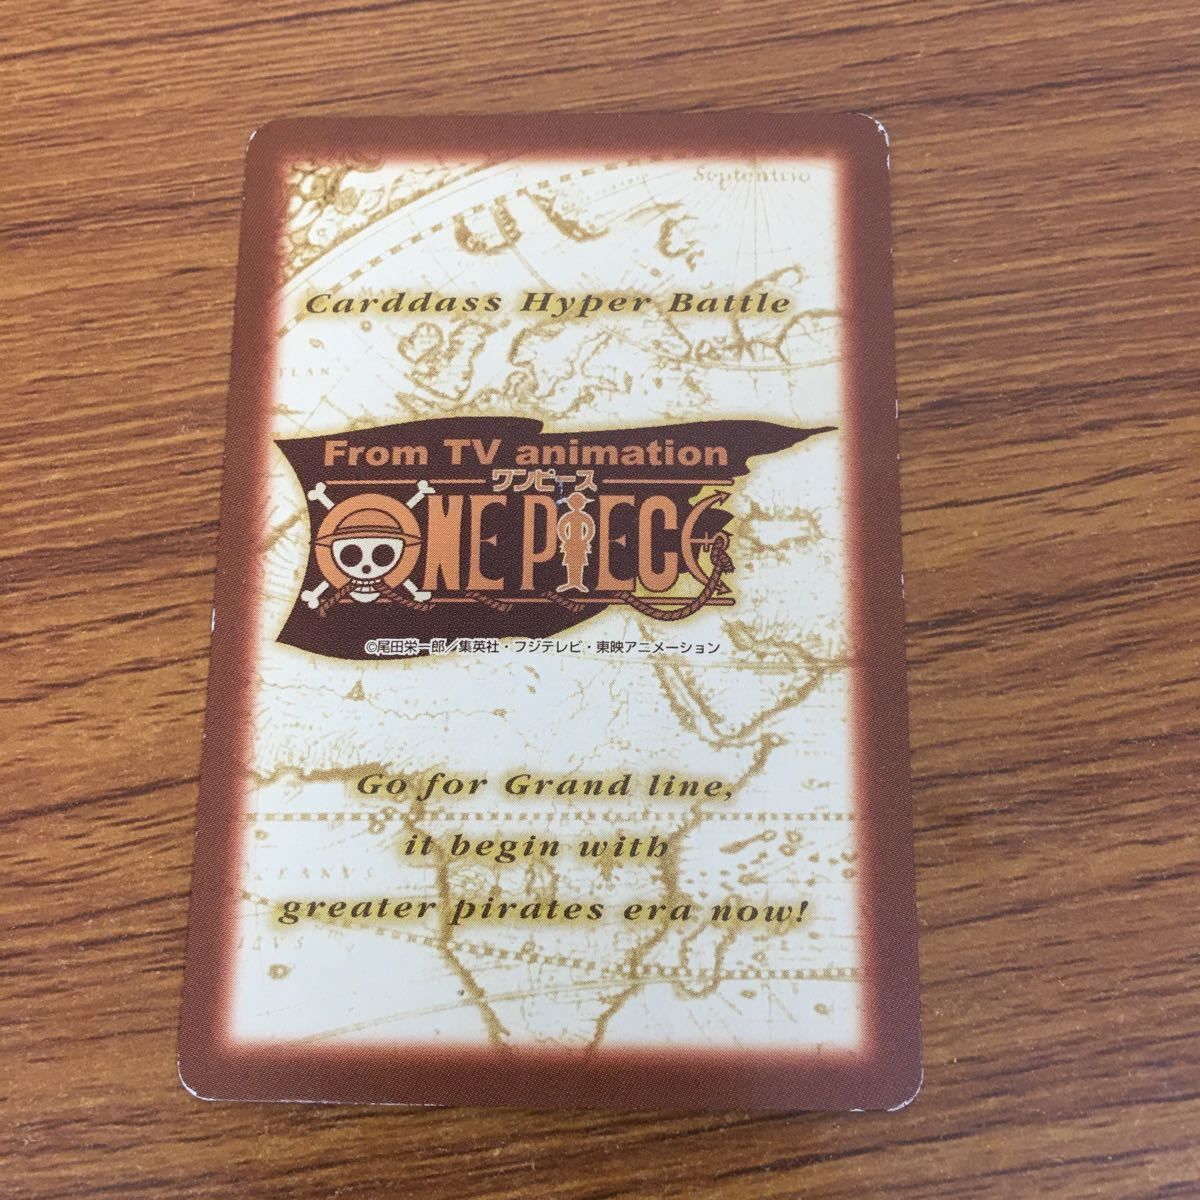 Septentrio
Carddass Hyper Battle
From TV animation
ワンピース
ONE PIECE
©尾田栄一郎／集英社・フジテレビ・東映アニメーション
Go for Grand line,
it begin with
greater pirates era now!